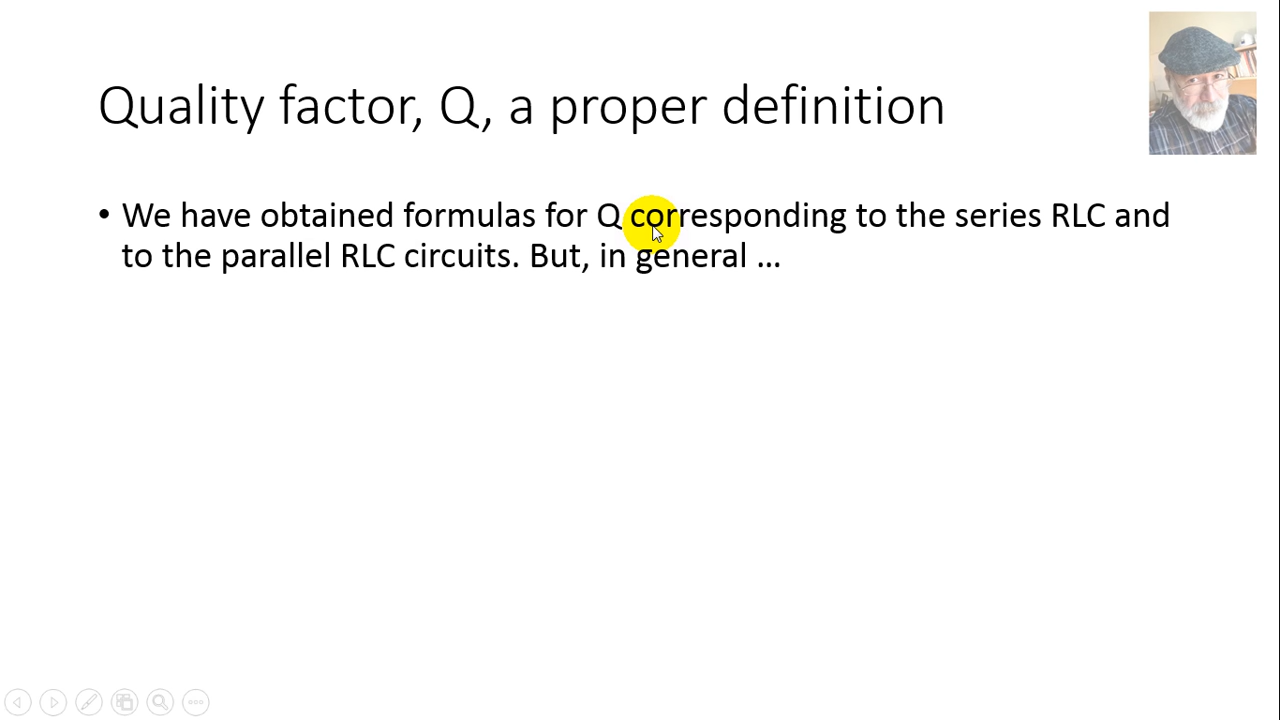 Quality factor, Q, a proper definition
• We have obtained formulas for Q corresponding to the series RLC and
to the parallel RLC circuits. But, in general ...